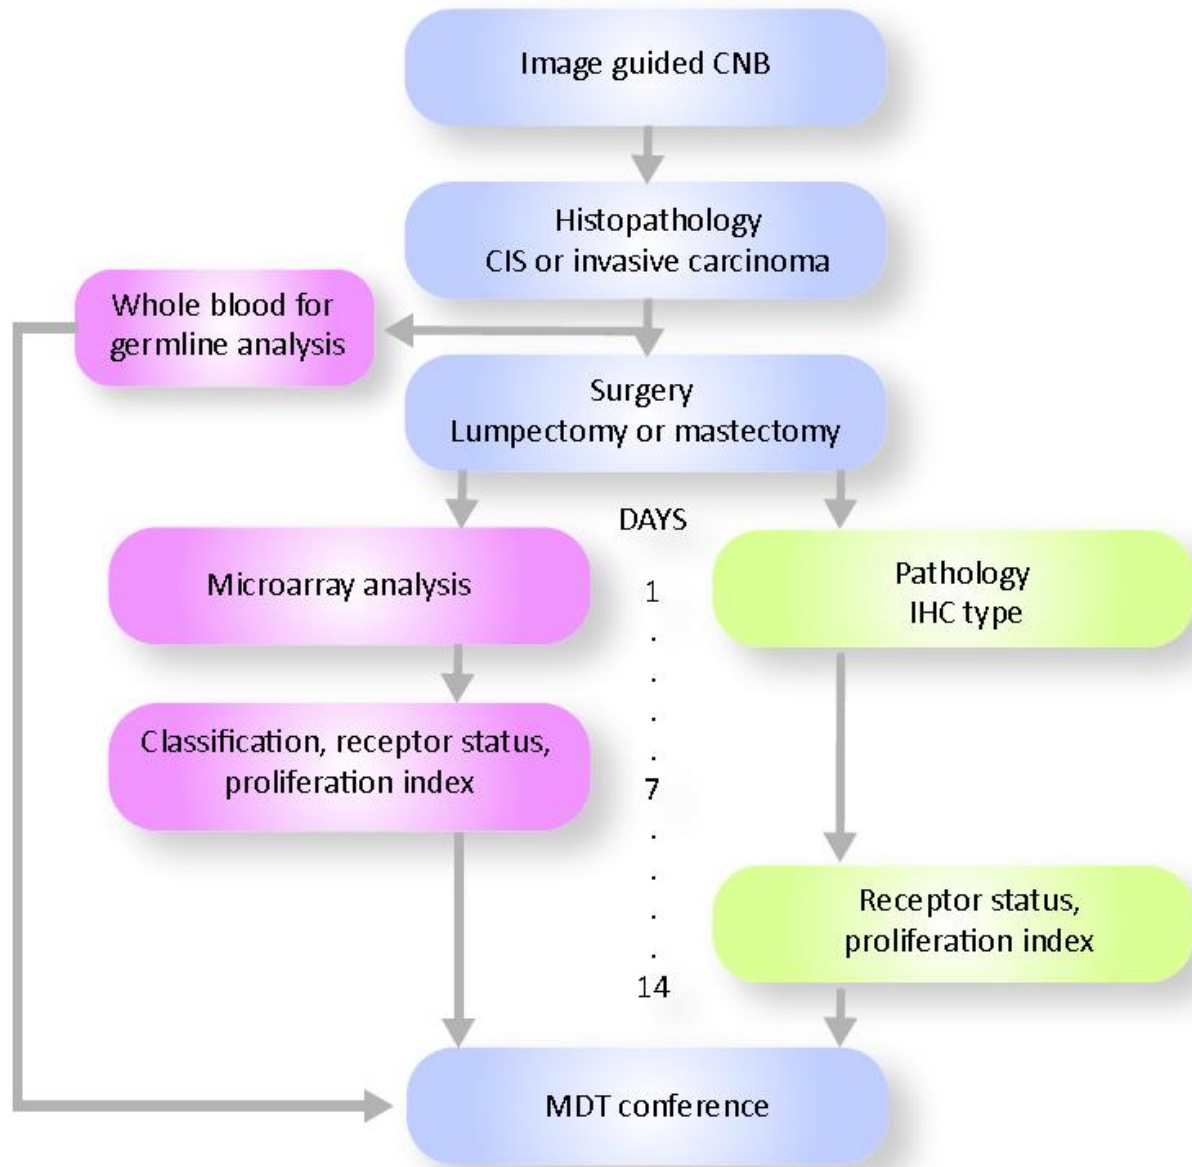 Image guided CNB
Histopathology
CIS or invasive carcinoma
Whole blood for
germline analysis
Surgery
Lumpectomy or mastectomy
DAYS
Microarray analysis
1
Pathology
IHC type
.
.
.
.
Classification, receptor status,
proliferation index
7
.
.
.
.
Receptor status,
proliferation index
14
MDT conference